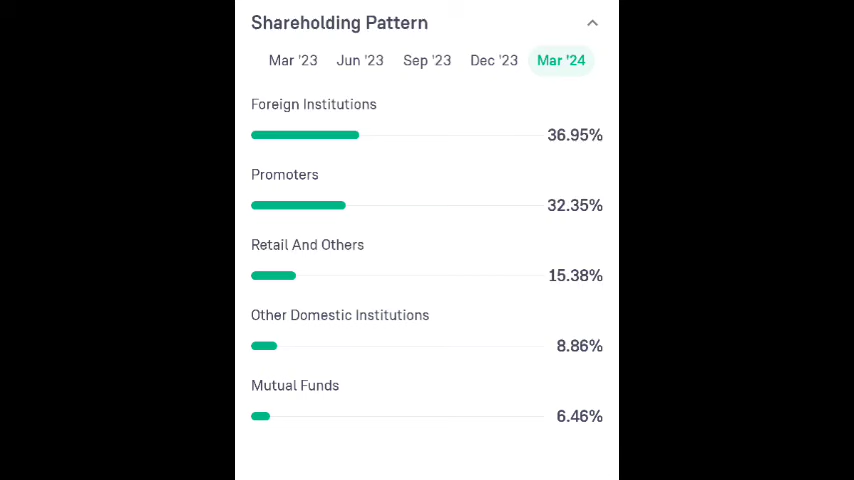 Shareholding Pattern
Mar '23 Jun '23 Sep '23 Dec '23 Mar '24
Foreign Institutions
36.95%
Promoters
32.35%
Retail And Others
15.38%
Other Domestic Institutions
8.86%
Mutual Funds
6.46%